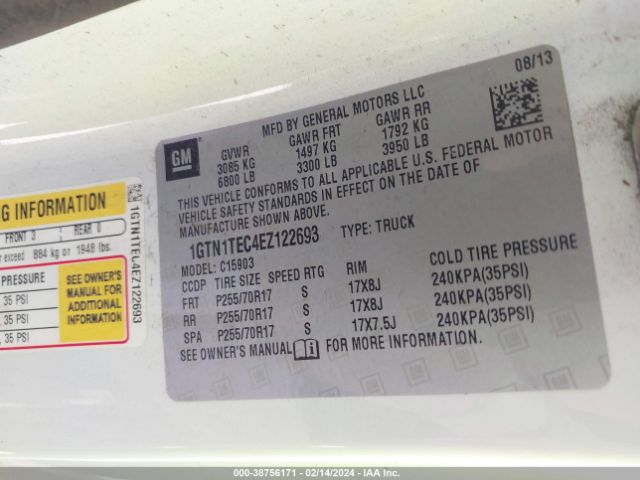 08/13
MFD BY GENERAL MOTORS LLC
GM
GVWR GAWR FRT GAWR RR
3085 KG 1497 KG 1792 KG
6800 LB 3300 LB 3950 LB
THIS VEHICLE CONFORMS TO ALL APPLICABLE U.S. FEDERAL MOTOR
VEHICLE SAFETY STANDARDS IN EFFECT ON THE DATE OF
MANUFACTURE SHOWN ABOVE.
1GTN1TEC4EZ122693 TYPE: TRUCK
MODEL: C15903
CCDP TIRE SIZE SPEED RTG RIM COLD TIRE PRESSURE
FRT P255/70R17 S 17X8J 240KPA(35PSI)
RR P255/70R17 S 17X8J 240KPA(35PSI)
SPA P255/70R17 S 17X7.5J 240KPA(35PSI)
SEE OWNER'S MANUAL i FOR MORE INFORMATION.
NG INFORMATION
FRONT 3 : REAR 0
exceed 884 kg or 1948 lbs.
PRESSURE
, 35 PSI
, 35 PSI
, 35 PSI
SEE OWNER'S
MANUAL FOR
ADDITIONAL
INFORMATION
1GTN1TEC4EZ122693
000-38756171 - 02/14/2024 - IAA Inc.